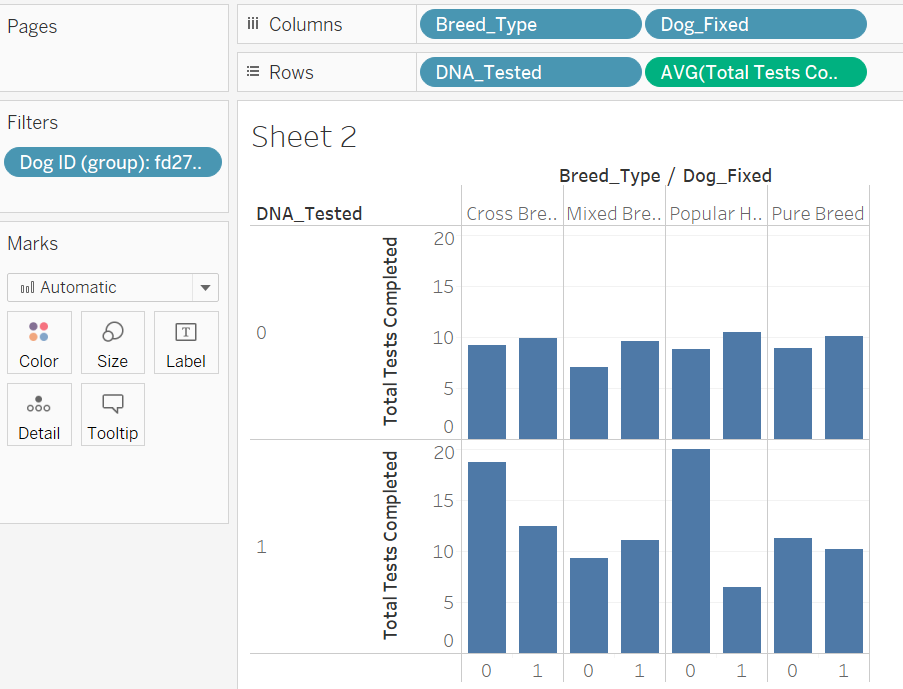 Pages
Columns
Breed_Type
Dog_Fixed
Rows
DNA_Tested
AVG(Total Tests Co..
Filters
Dog ID (group): fd27..
Marks
Automatic
Color
Size
Label
Detail
Tooltip
Sheet 2
Breed_Type / Dog_Fixed
DNA_Tested
Cross Bre..
Mixed Bre..
Popular H..
Pure Breed
0
Total Tests Completed
20
15
10
5
0
1
Total Tests Completed
20
15
10
5
0
0 1 0 1 0 1 0 1